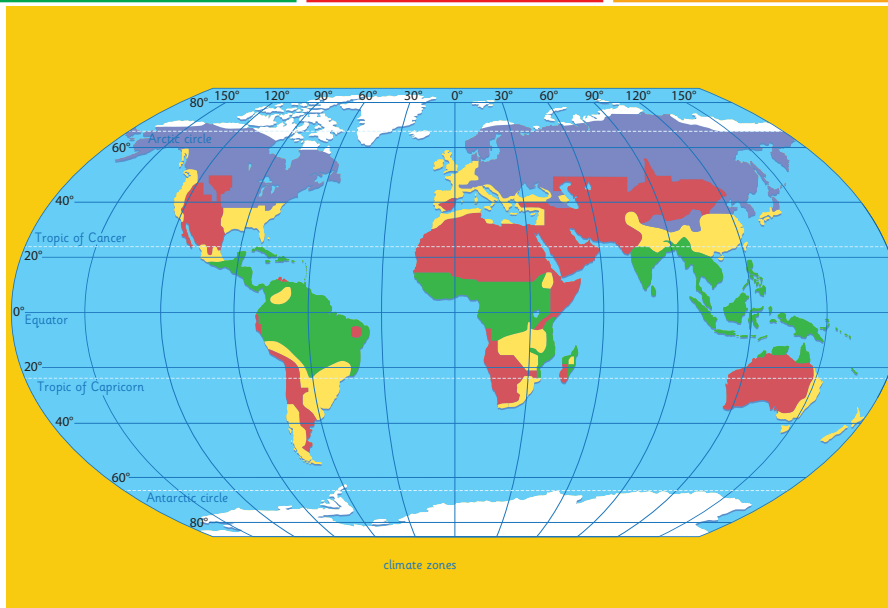 80° 150° 120° 90° 60° 30° 0° 30° 60° 90° 120° 150°
Arctic circle
60°
40°
Tropic of Cancer
20°
0°
Equator
20°
Tropic of Capricorn
40°
60°
Antarctic circle
80°
climate zones